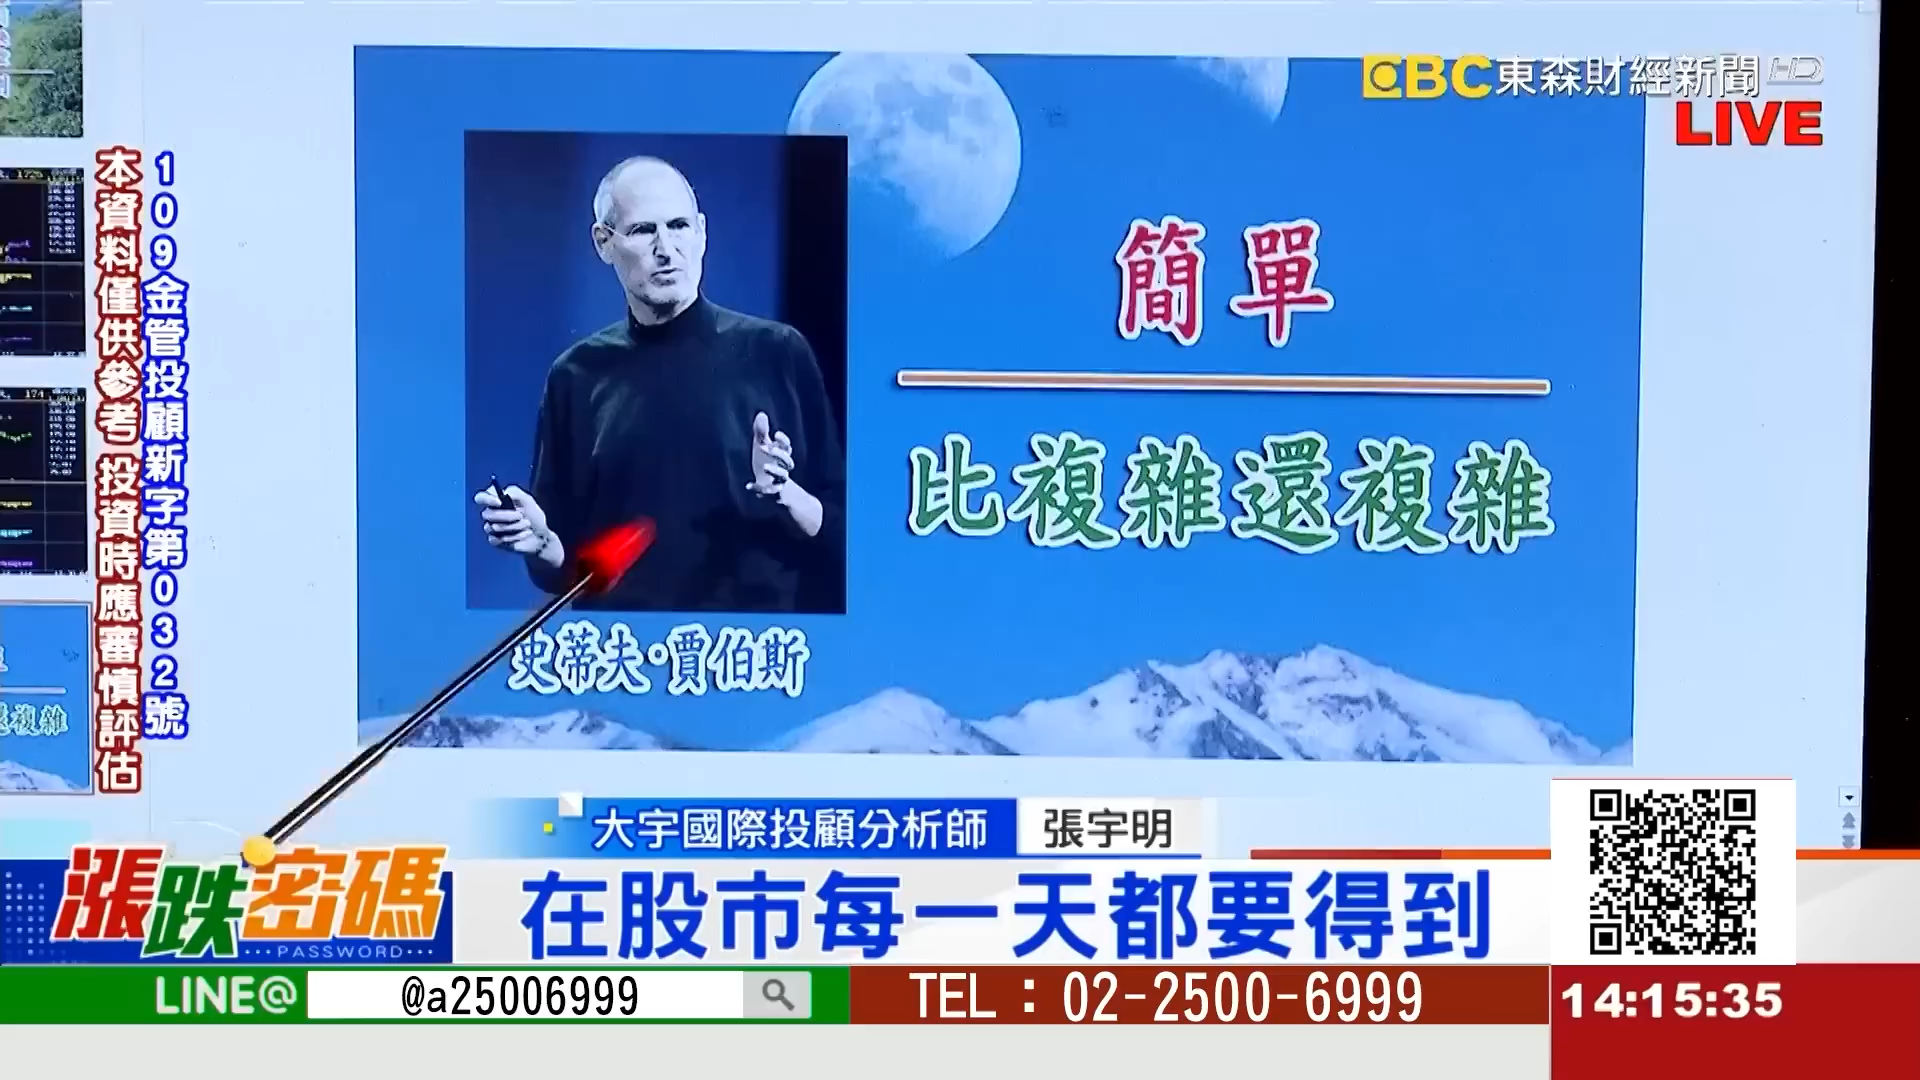 EBC東森財經新聞HD
LIVE
109金管投顧新字第032號
本資料僅供參考 投資時應審慎評估
簡單
比複雜還複雜
史蒂夫·賈伯斯
大宇國際投顧分析師 張宇明
漲跌密碼
PASSWORD
在股市每一天都要得到
LINE@ @a25006999
TEL：02-2500-6999
14:15:35